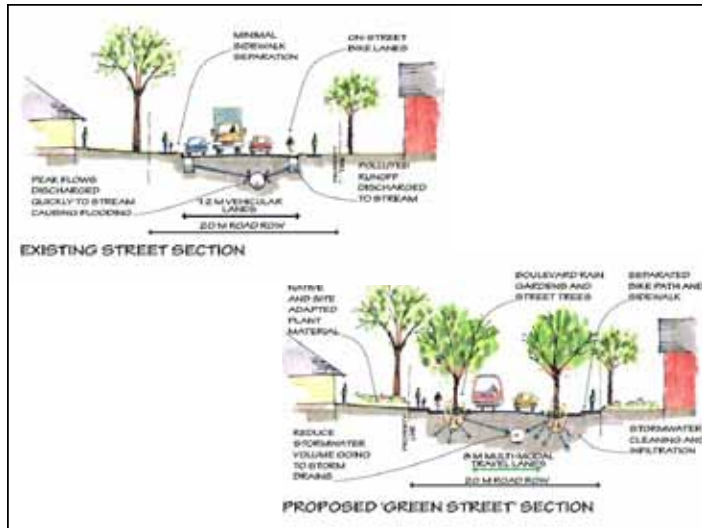 MINIMAL
SIDEWALK
SEPARATION
ON-STREET
BIKE LANES
PEAK FLOWS
DISCHARGED
QUICKLY TO STREAM
CAUSING FLOODING
12 M VEHICULAR
LANES
20 M ROAD ROW
POLLUTED
RUNOFF
DISCHARGED
TO STREAM
EXISTING STREET SECTION
NATIVE
AND SITE
ADAPTED
PLANT
MATERIAL
BOULEVARD RAIN
GARDENS AND
STREET TREES
SEPARATED
BIKE PATH AND
SIDEWALK
REDUCE
STORMWATER
VOLUME GOING
TO STORM
DRAINS
8 M MULTI-MODAL
TRAVEL LANES
20 M ROAD ROW
STORMWATER
CLEANING AND
INFILTRATION
PROPOSED 'GREEN STREET' SECTION